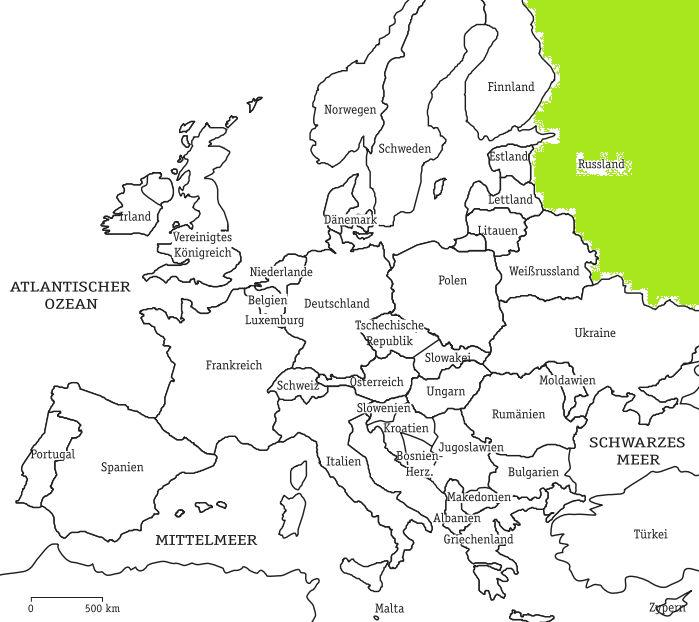 Finnland
Norwegen
Schweden
Estland
Russland
Lettland
Irland
Dänemark
Litauen
Vereinigtes
Königreich
Weißrussland
Niederlande
Polen
ATLANTISCHER
OZEAN
Belgien
Deutschland
Luxemburg
Tschechische
Republik
Ukraine
Slowakei
Frankreich
Schweiz
Österreich
Moldawien
Ungarn
Slowenien
Rumänien
Kroatien
SCHWARZES
MEER
Jugoslawien
Portugal
Bosnien-
Herz.
Spanien
Italien
Bulgarien
Makedonien
Albanien
Türkei
MITTELMEER
Griechenland
0 500 km
Malta
Zypern